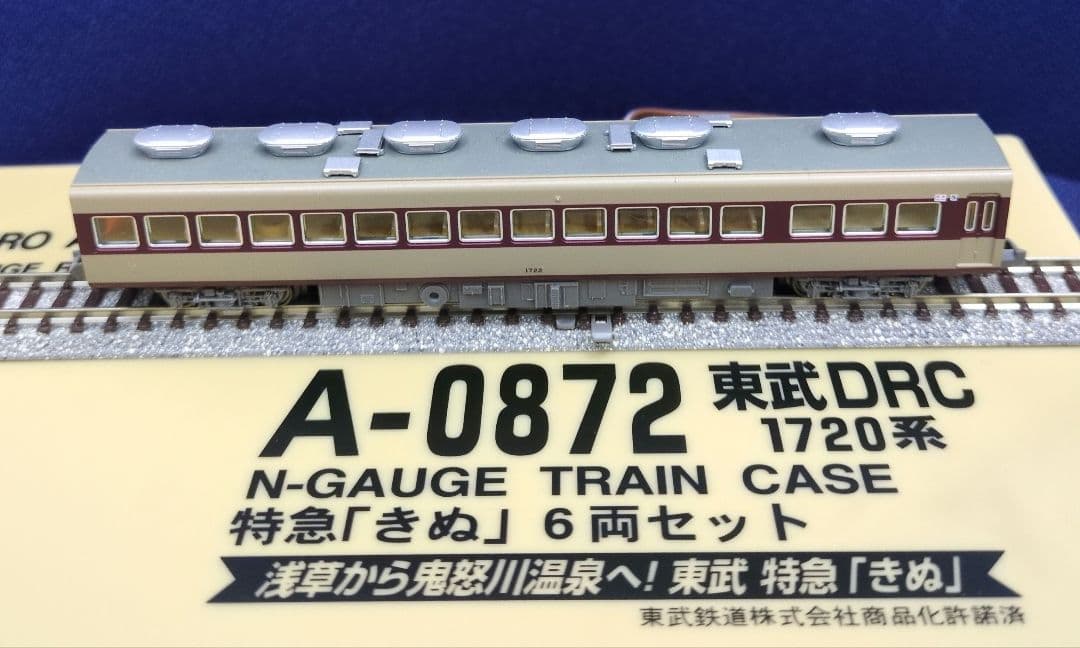 1722
A-0872 東武DRC
1720系
N-GAUGE TRAIN CASE
特急「きぬ」6両セット
浅草から鬼怒川温泉へ! 東武 特急「きぬ」
東武鉄道株式会社商品化許諾済